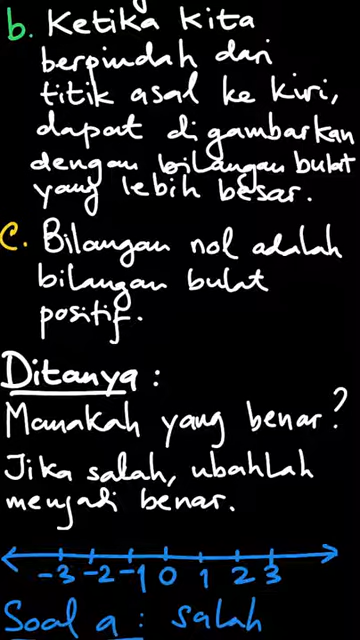 b. Ketika kita
berpindah dari
titik asal ke kiri,
dapat digambarkan
dengan bilangan bulat
yang lebih besar.
c. Bilangan nol adalah
bilangan bulat
positif.
Ditanya :
Manakah yang benar?
Jika salah, ubahlah
menjadi benar.
-3 -2 -1 0 1 2 3
Soal a : salah